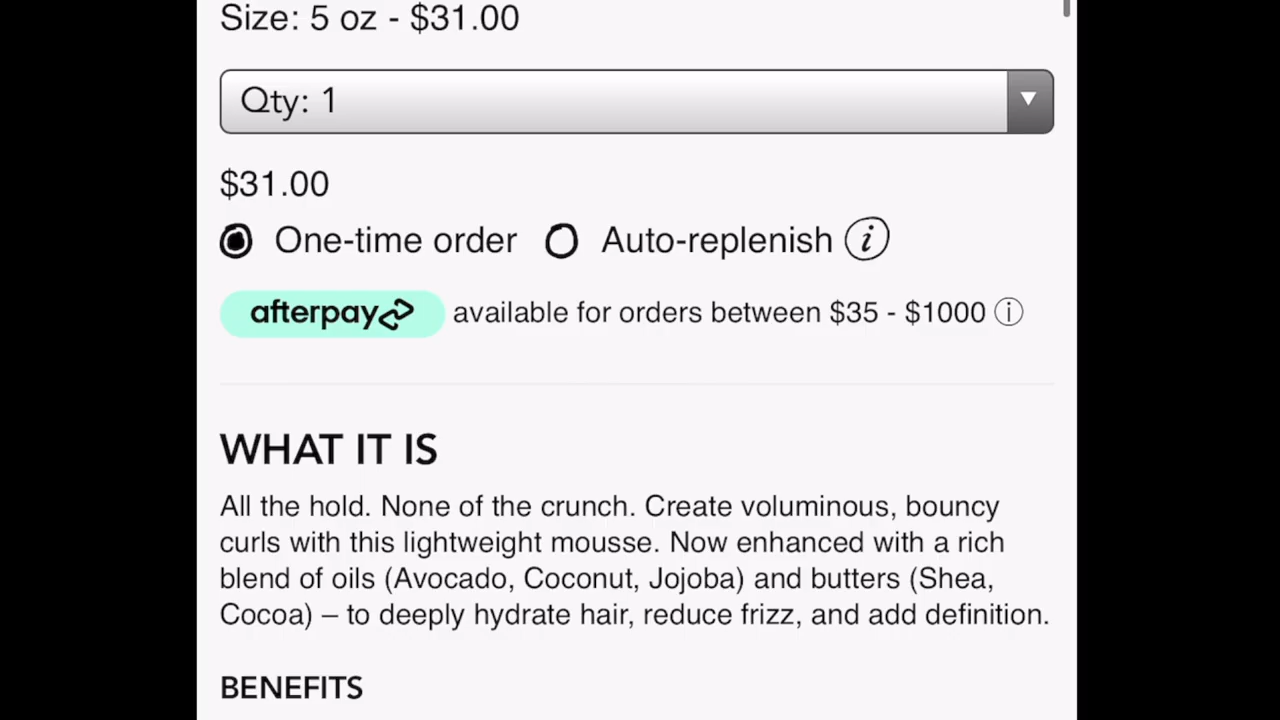 Size: 5 oz - $31.00
Qty: 1
$31.00
One-time order Auto-replenish i
afterpay available for orders between $35 - $1000 i
WHAT IT IS
All the hold. None of the crunch. Create voluminous, bouncy
curls with this lightweight mousse. Now enhanced with a rich
blend of oils (Avocado, Coconut, Jojoba) and butters (Shea,
Cocoa) – to deeply hydrate hair, reduce frizz, and add definition.
BENEFITS